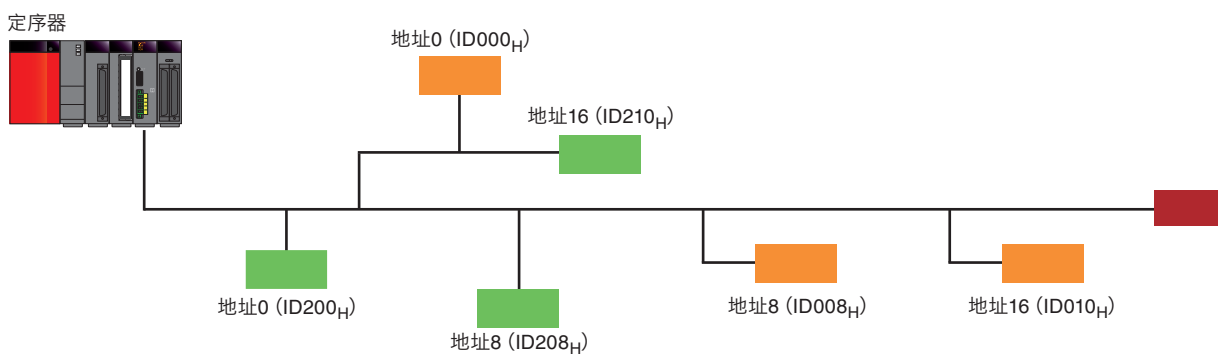 定序器
地址0 (ID000H)
地址16 (ID210H)
地址0 (ID200H)
地址8 (ID208H)
地址8 (ID008H)
地址16 (ID010H)